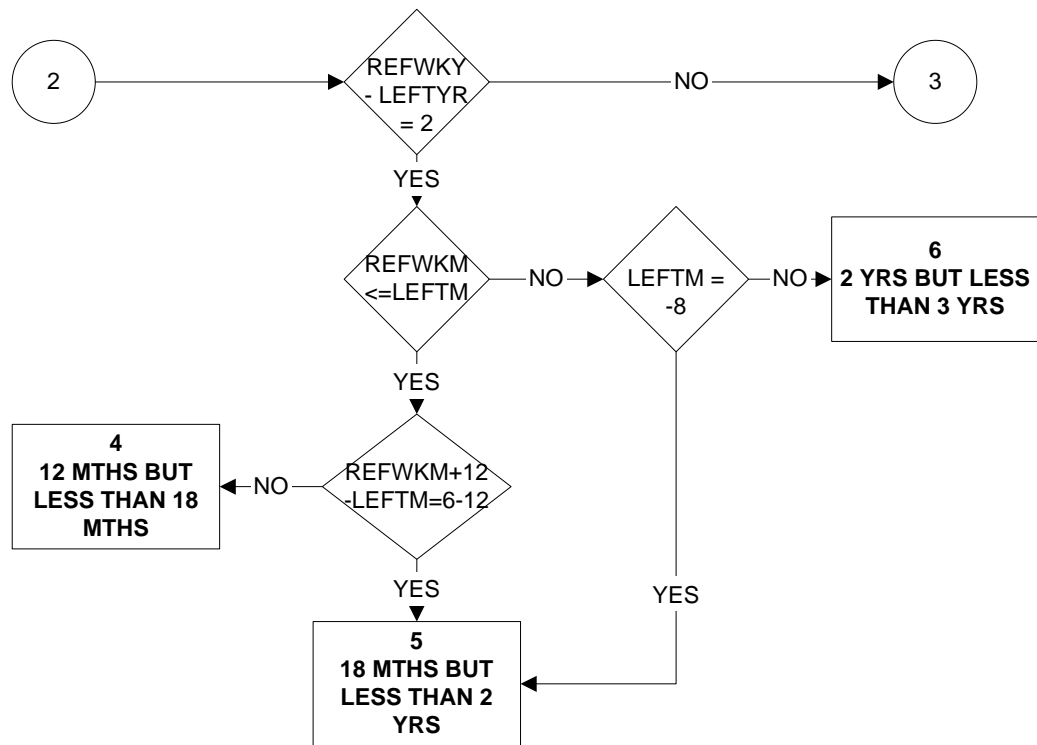 2
REFWKY
- LEFTYR
= 2
NO
3
YES
REFWKM
<=LEFTM
NO
LEFTM =
-8
NO
6
2 YRS BUT LESS
THAN 3 YRS
YES
4
12 MTHS BUT
LESS THAN 18
MTHS
NO
REFWKM+12
-LEFTM=6-12
YES
YES
5
18 MTHS BUT
LESS THAN 2
YRS